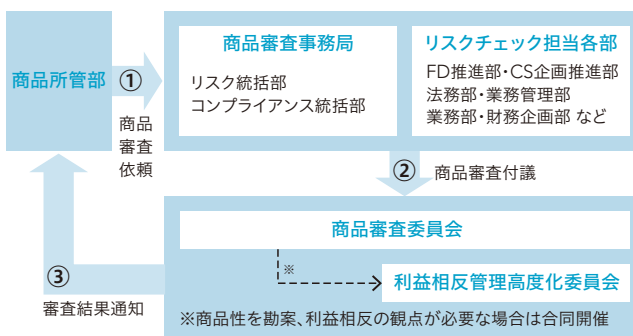 商品所管部
①
商品
審査
依頼
商品審査事務局
リスク統括部
コンプライアンス統括部
リスクチェック担当各部
FD推進部・CS企画推進部
法務部・業務管理部
業務部・財務企画部 など
②
商品審査付議
商品審査委員会
※
利益相反管理高度化委員会
※商品性を勘案、利益相反の観点が必要な場合は合同開催
③
審査結果通知